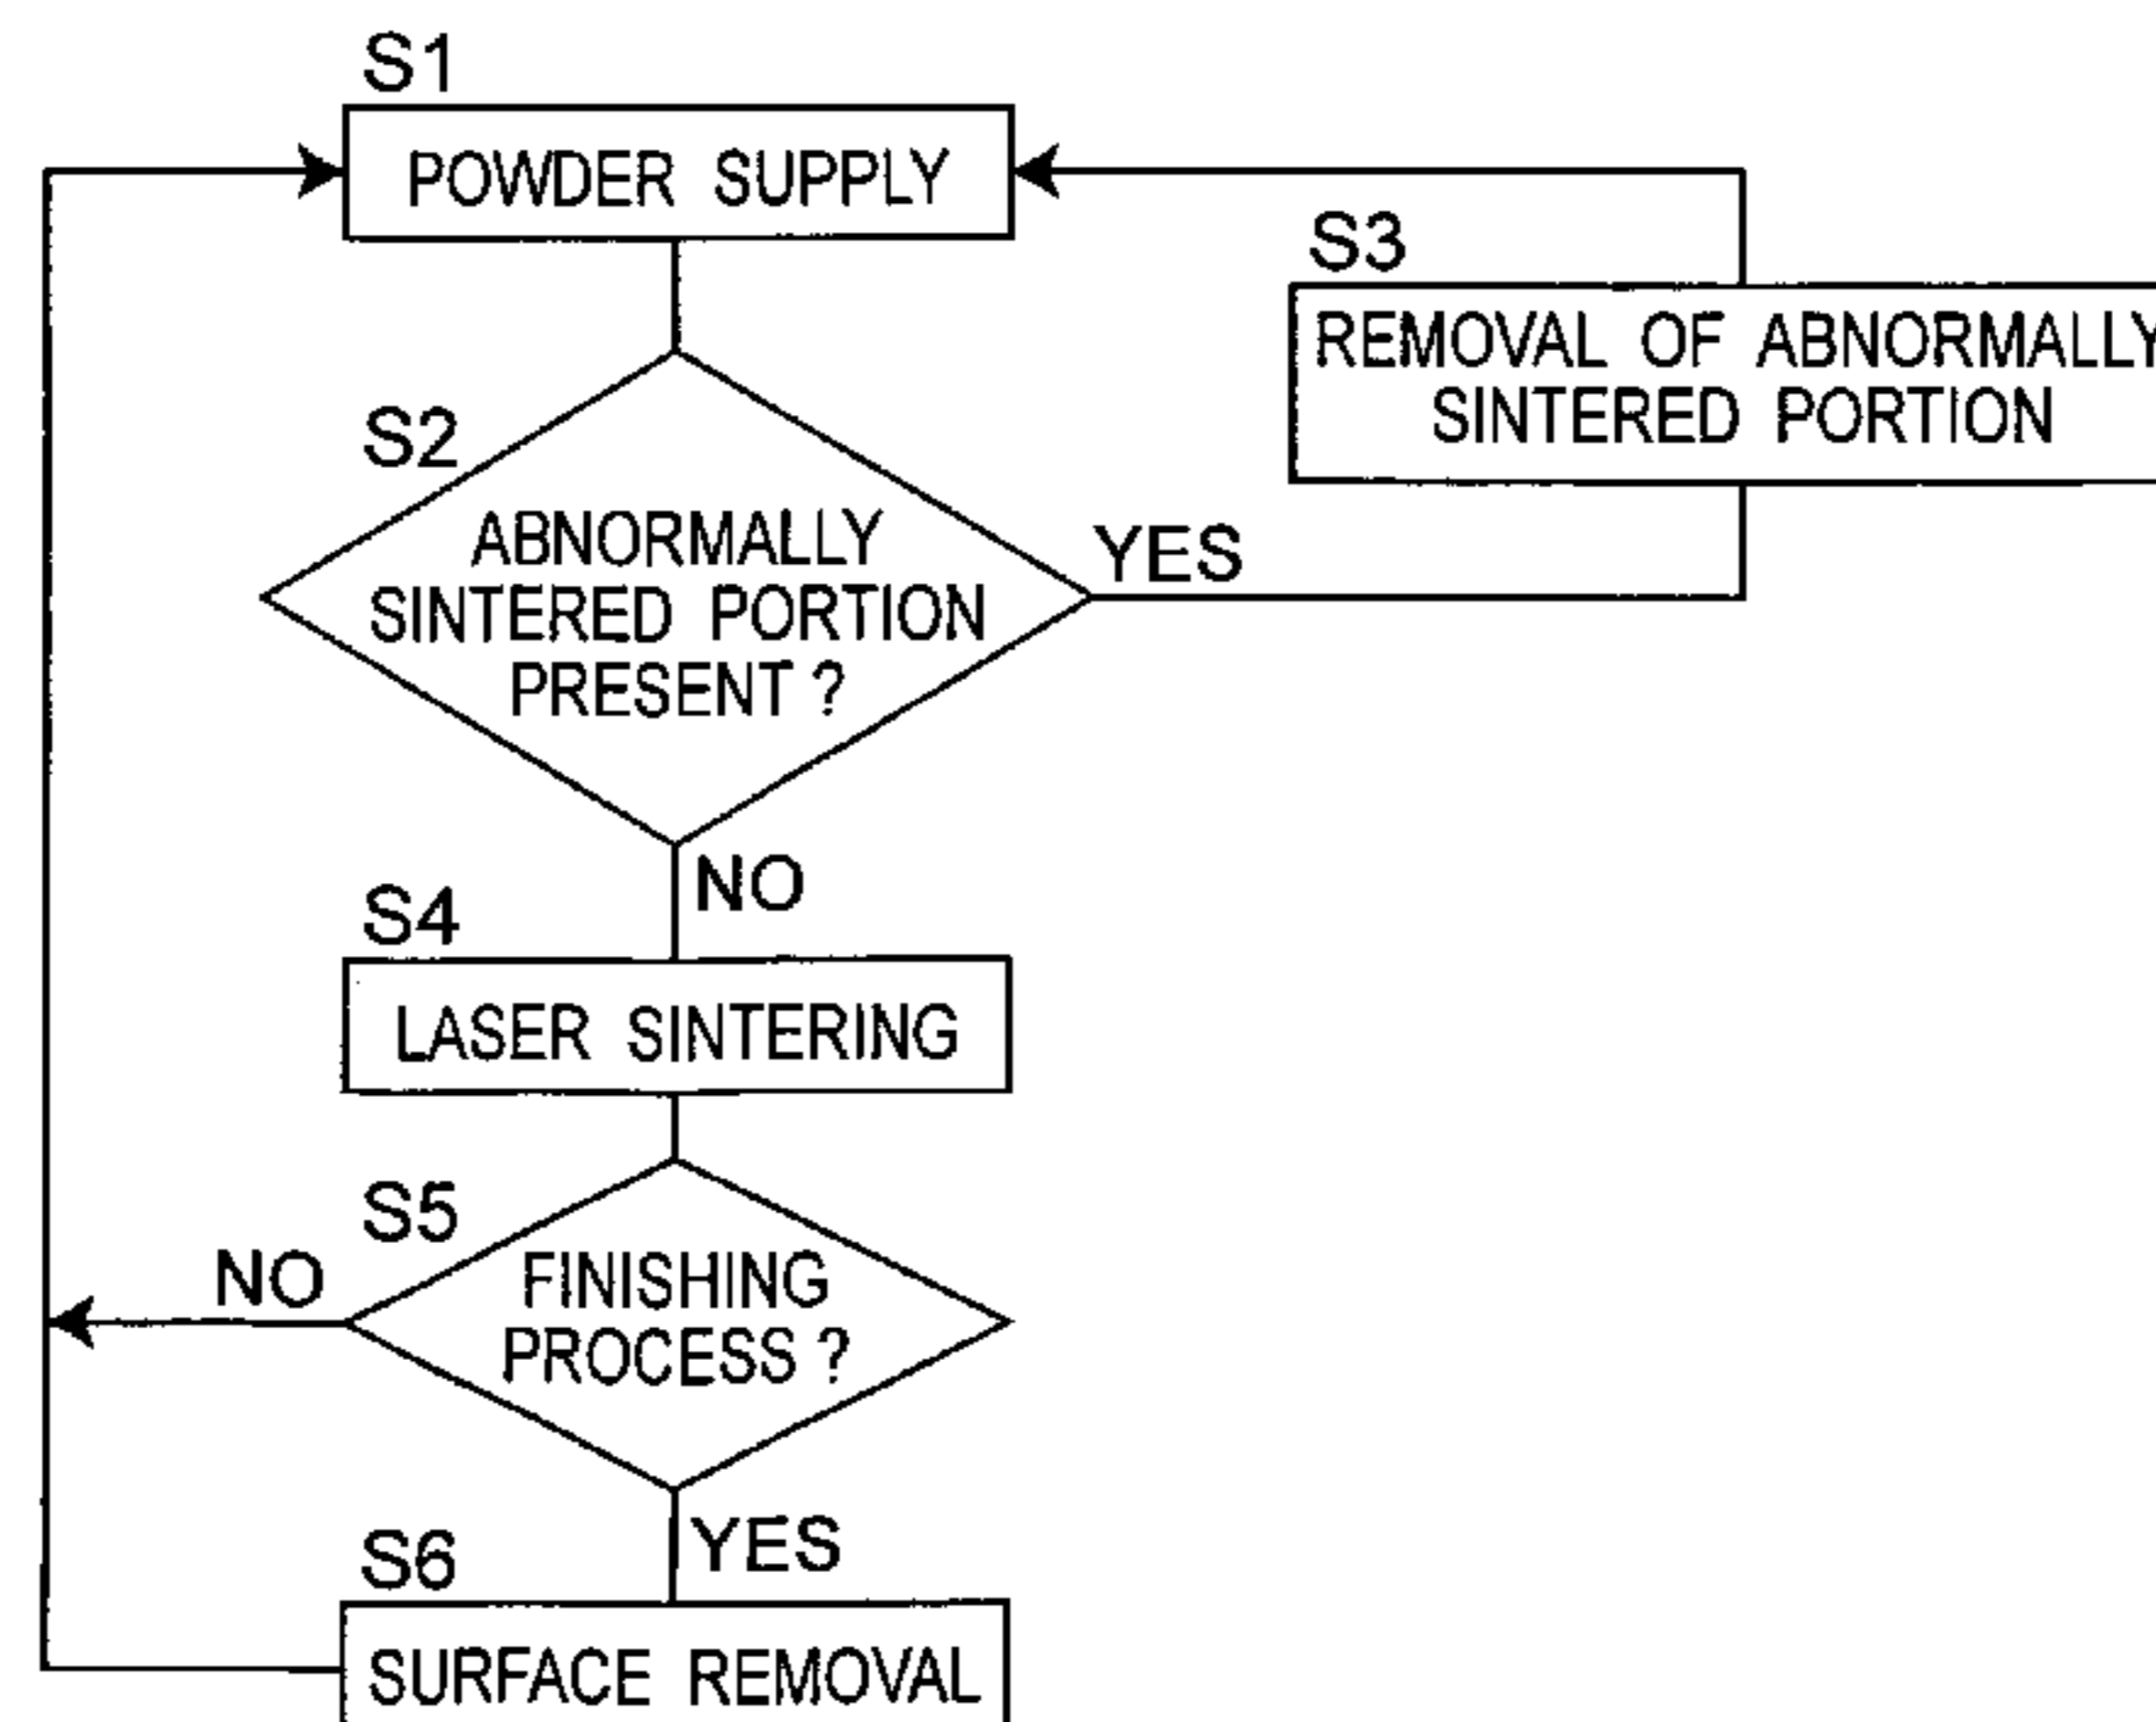 S1
POWDER SUPPLY
S3
REMOVAL OF ABNORMALLY
SINTERED PORTION
S2
ABNORMALLY
SINTERED PORTION
PRESENT ?
YES
NO
S4
LASER SINTERING
S5
FINISHING
PROCESS ?
NO
YES
S6
SURFACE REMOVAL